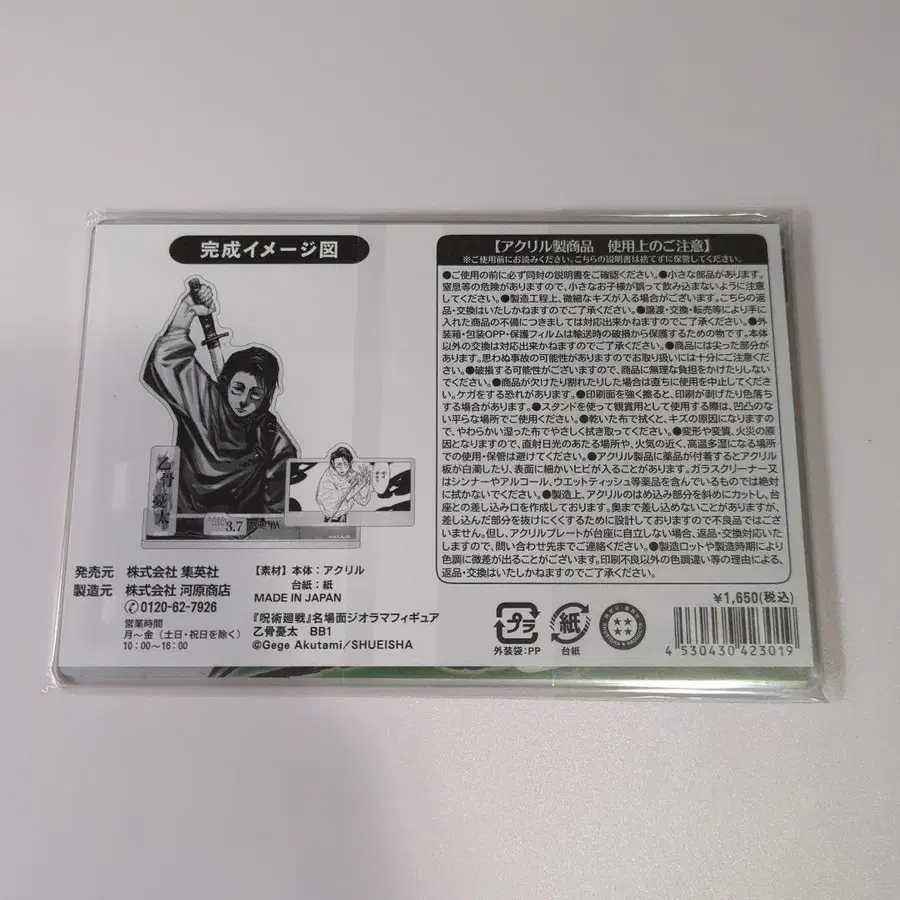 完成イメージ図
乙骨憂太
3.7
発売元 株式会社 集英社
製造元 株式会社 河原商店
0120-62-7926
営業時間
月～金（土日・祝日を除く）
10：00～16：00
【素材】本体：アクリル
台紙：紙
MADE IN JAPAN
『呪術廻戦』名場面ジオラマフィギュア
乙骨憂太 BB1
©Gege Akutami/SHUEISHA
【アクリル製商品 使用上のご注意】
※ご使用前にお読みください。こちらの説明書は捨てずに保管してください。
●ご使用の前に必ず同封の説明書をご確認ください。●小さな部品があります。
窒息等の危険がありますので、小さなお子様が誤って飲み込まないように注意
してください。●製造工程上、微細なキズが入る場合がございます。こちらの返
品・交換はいたしかねますのでご了承ください。●譲渡・交換・転売等により手に
入れた商品の不備につきましては対応出来かねますのでご了承ください。●外
装箱・包装OPP・保護フィルムは輸送時の破損から保護するための物です。本体
以外の交換は対応出来かねますのでご了承ください。●商品には尖った部分が
あります。思わぬ事故の可能性がありますのでお取り扱いには十分にご注意くださ
い。●破損する可能性がございますので、商品に無理な負担をかけたりしない
でください。●商品が欠けたり割れたりした場合は直ちに使用を中止してくださ
い。ケガをする恐れがあります。●印刷面を強く擦ると、印刷が剥げたり色落ち
する場合があります。●スタンドを使って観賞用として使用する際は、凹凸のな
い平らな場所でご使用ください。●乾いた布で拭くと、キズの原因になりますの
で、やわらかい湿った布でやさしく拭き取ってください。●変形や変質、火災の原
因となりますので、直射日光のあたる場所や、火気の近く、高温多湿になる場所
での使用・保管は避けてください。●アクリル製品に薬品が付着するとアクリル
板が白濁したり、表面に細かいヒビが入ることがあります。ガラスクリーナー又
はシンナーやアルコール、ウエットティッシュ等薬品を含んでいるものでは絶対
に拭かないでください。●製造上、アクリルのはめ込み部分を斜めにカットし、台
座との差し込み口を作成しております。奥まで差し込めないことがありますが、
差し込んだ部分を抜けにくくするために設計しておりますので不良品ではござ
いません。但し、アクリルプレートが台座に自立しない場合、返品・交換対応いた
しますので、問い合わせ先までご連絡ください。●製造ロットや製造時期により
色調に微差が出ることがございます。印刷不良以外の色調違い等の理由による、
返品・交換はいたしかねますのでご了承ください。
¥1,650(税込)
プラ
外装袋：PP
紙
台紙
4 530430 423019